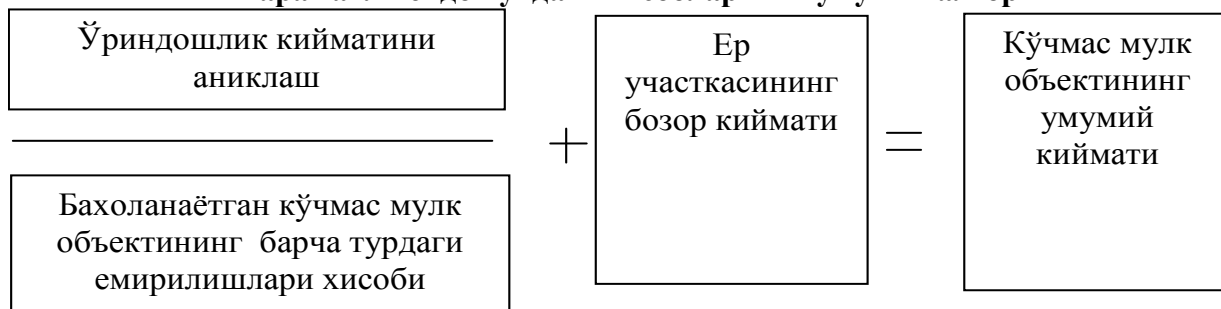 Ўриндошлик кийматини
аниклаш
Бахоланаётган кўчмас мулк
объектининг барча турдаги
емирилишлари хисоби
+
Ер
участкасининг
бозор киймати
=
Кўчмас мулк
объектининг
умумий
киймати